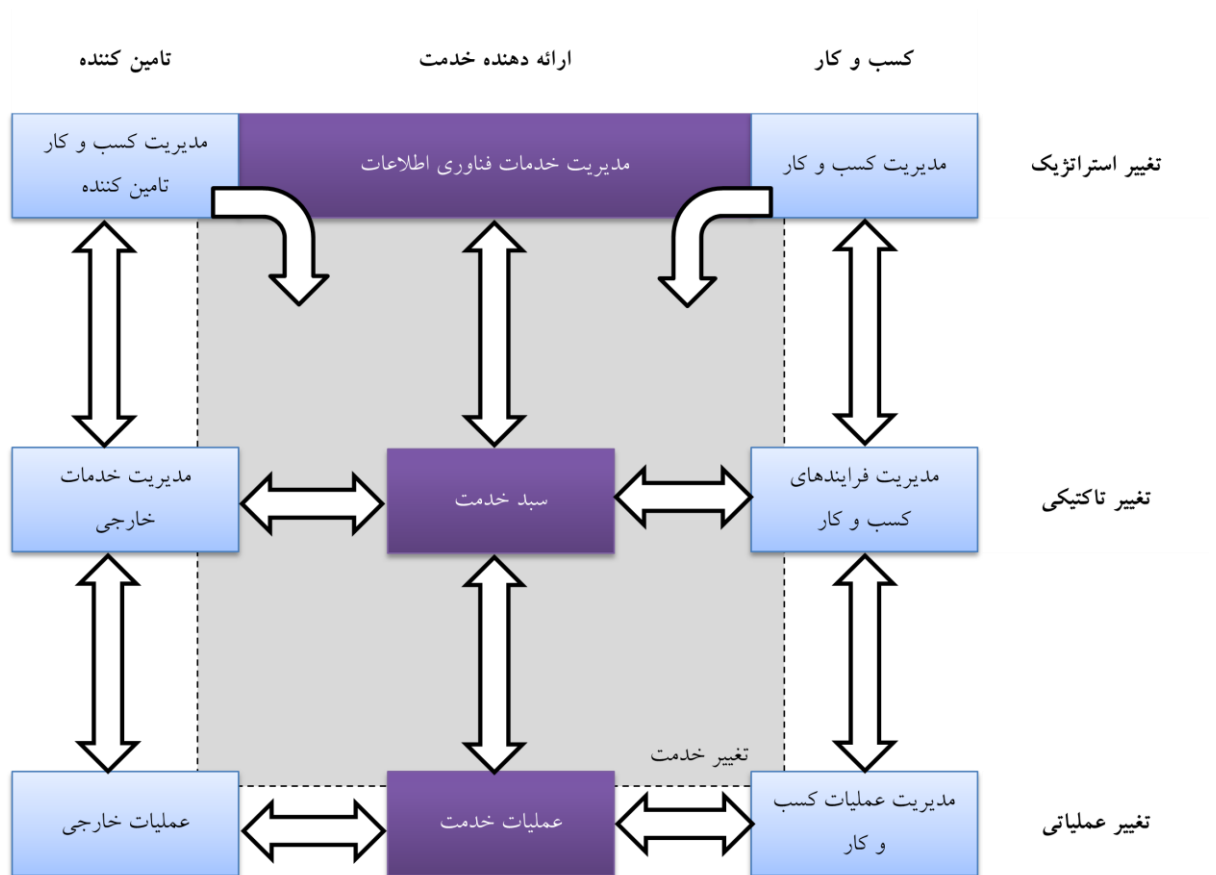 کسب و کار
ارائه دهنده خدمت
تامین کننده
تغییر استراتژیک
مدیریت کسب و کار
مدیریت خدمات فناوری اطلاعات
مدیریت کسب و کار
تامین کننده
تغییر تاکتیکی
مدیریت فرایندهای
کسب و کار
سبد خدمت
مدیریت خدمات
خارجی
تغییر خدمت
تغییر عملیاتی
مدیریت عملیات کسب
و کار
عملیات خدمت
عملیات خارجی